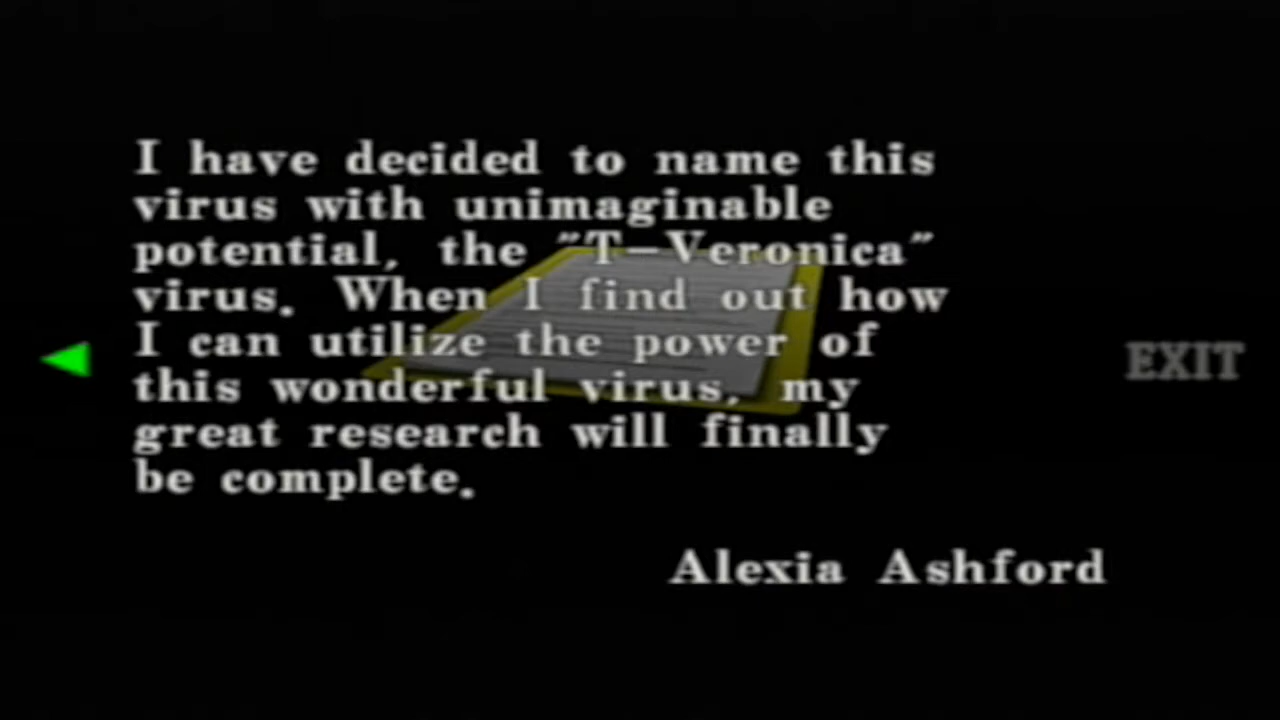 I have decided to name this
virus with unimaginable
potential, the "T-Veronica"
virus. When I find out how
I can utilize the power of
this wonderful virus, my
great research will finally
be complete.
EXIT
Alexia Ashford